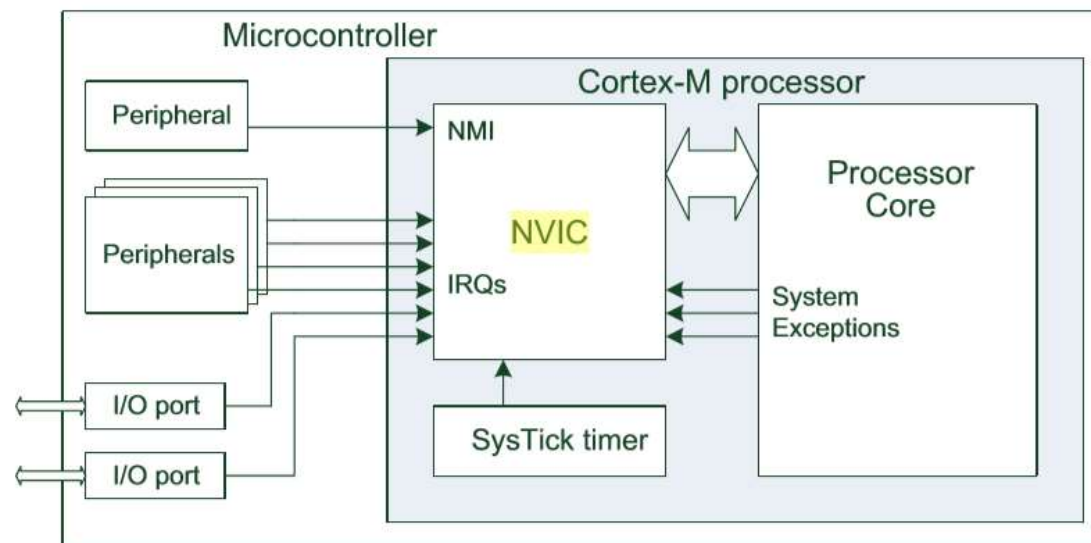 Microcontroller
Cortex-M processor
Peripheral
NMI
Processor
Core
NVIC
Peripherals
IRQs
System
Exceptions
I/O port
SysTick timer
I/O port